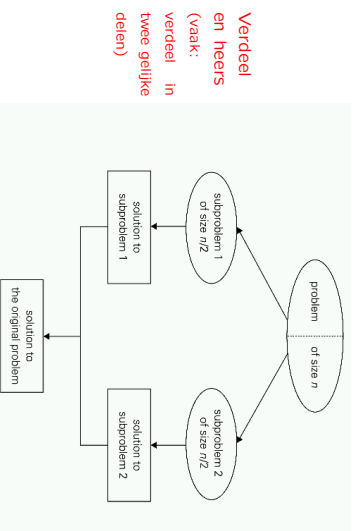 Verdeel
en heers
(vaak:
verdeel in
twee gelijke
delen)
problem of size n
subproblem 1
of size n/2
subproblem 2
of size n/2
solution to
subproblem 1
solution to
subproblem 2
solution to
the original problem